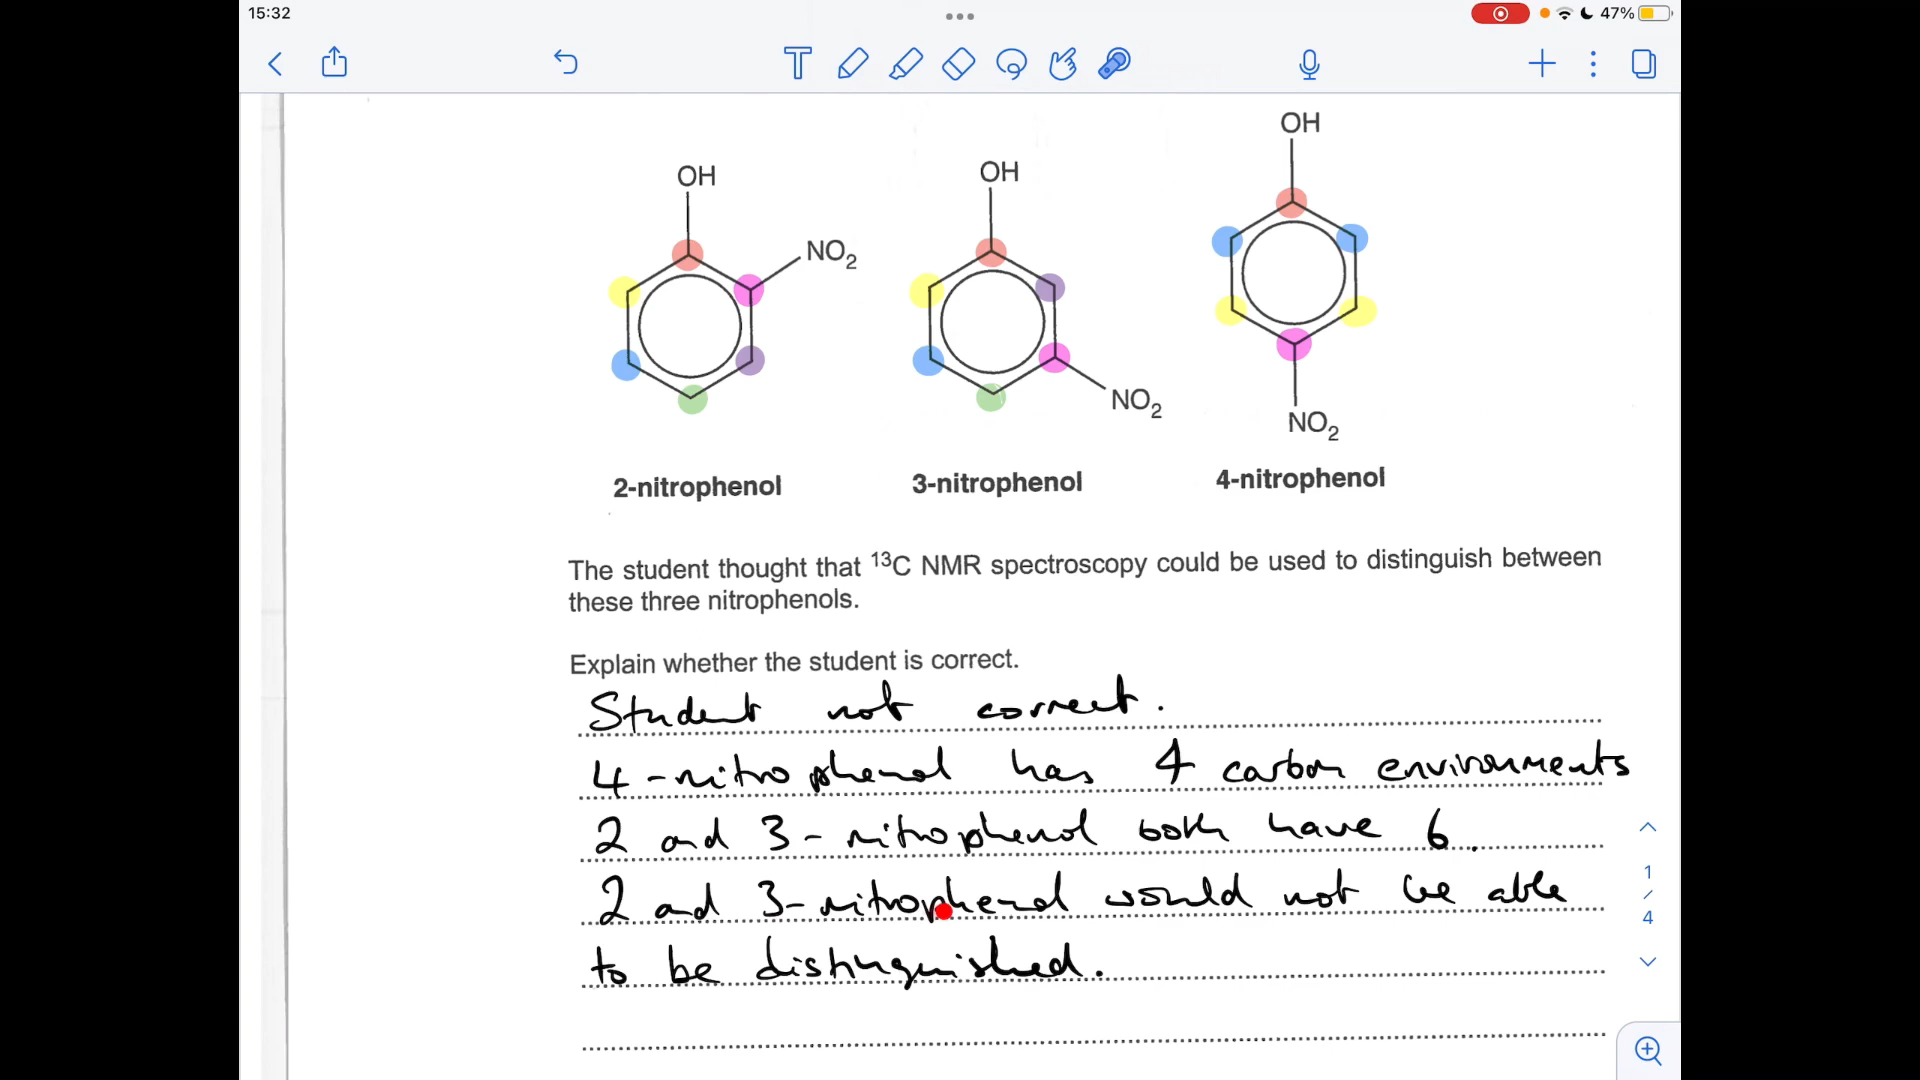 15:32
47%
OH
OH
OH
NO2
NO2
NO2
2-nitrophenol
3-nitrophenol
4-nitrophenol
The student thought that 13C NMR spectroscopy could be used to distinguish between
these three nitrophenols.
Explain whether the student is correct.
Student not correct.
4-nitrophenol has 4 carbon environments
2 and 3-nitrophenol both have 6.
2 and 3-nitrophenol would not be able
to be distinguished.
1
/
4